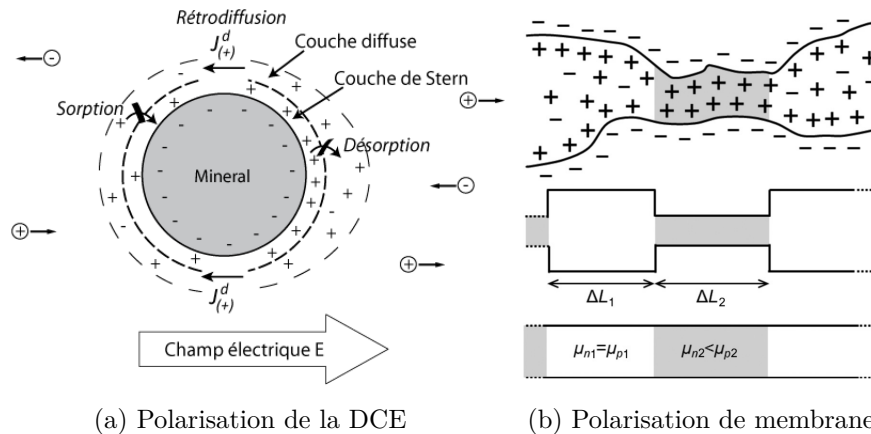 Rétrodiffusion
J^d_(+)
Couche diffuse
Couche de Stern
Sorption
Désorption
Mineral
J^d_(+)
Champ électrique E
(a) Polarisation de la DCE
ΔL₁ ΔL₂
μₙ₁=μₚ₁ μₙ₂<μₚ₂
(b) Polarisation de membrane